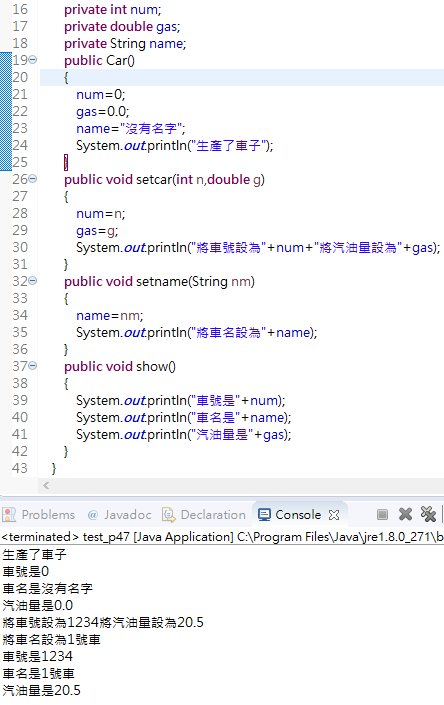 16 private int num;
17 private double gas;
18 private String name;
19 public Car()
20 {
21 num=0;
22 gas=0.0;
23 name="沒有名字";
24 System.out.println("生產了車子");
25 }
26 public void setcar(int n,double g)
27 {
28 num=n;
29 gas=g;
30 System.out.println("將車號設為"+num+"將汽油量設為"+gas);
31 }
32 public void setname(String nm)
33 {
34 name=nm;
35 System.out.println("將車名設為"+name);
36 }
37 public void show()
38 {
39 System.out.println("車號是"+num);
40 System.out.println("車名是"+name);
41 System.out.println("汽油量是"+gas);
42 }
43 }
Problems @ Javadoc Declaration Console
<terminated> test_p47 [Java Application] C:\Program Files\Java\jre1.8.0_271\b
生產了車子
車號是0
車名是沒有名字
汽油量是0.0
將車號設為1234將汽油量設為20.5
將車名設為1號車
車號是1234
車名是1號車
汽油量是20.5